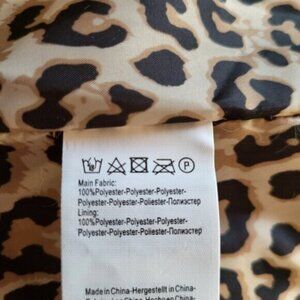 Main Fabric:
100%Polyester-Polyester-Polyester-
Polyester-Polyester-Poliester-Полиэстер
Lining:
100%Polyester-Polyester-Polyester-
Polyester-Polyester-Poliester-Полиэстер
Made in China-Hergestellt in China-